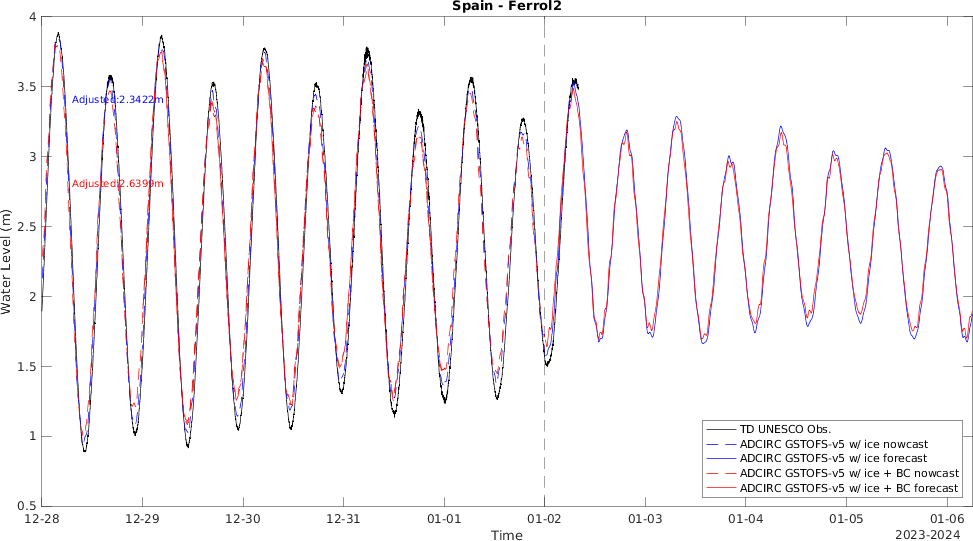 Spain - Ferrol2
4
3.5
3
2.5
2
1.5
1
0.5
Water Level (m)
Adjusted:2.3422m
Adjusted:2.6399m
TD UNESCO Obs.
ADCIRC GSTOFS-v5 w/ ice nowcast
ADCIRC GSTOFS-v5 w/ ice forecast
ADCIRC GSTOFS-v5 w/ ice + BC nowcast
ADCIRC GSTOFS-v5 w/ ice + BC forecast
12-28 12-29 12-30 12-31 01-01 01-02 01-03 01-04 01-05 01-06
Time
2023-2024